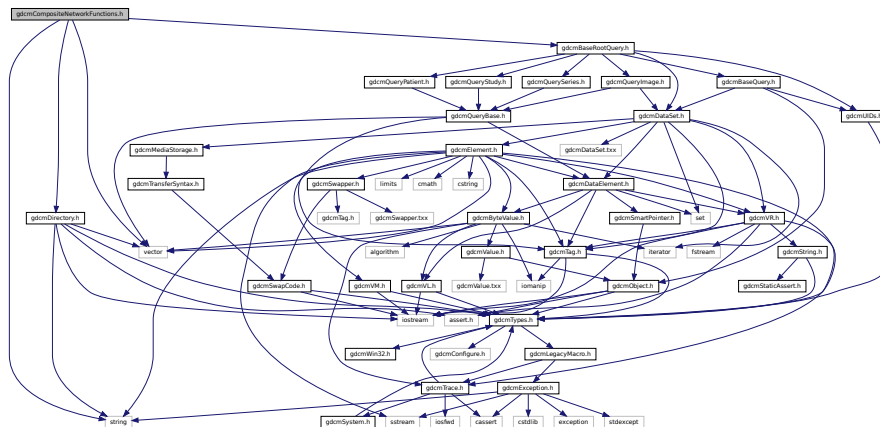 gdcmCompositeNetworkFunctions.h
gdcmBaseRootQuery.h
gdcmQueryPatient.h gdcmQueryStudy.h gdcmQuerySeries.h gdcmQueryImage.h gdcmBaseQuery.h
gdcmQueryBase.h gdcmDataSet.h gdcmUIDs.h
gdcmMediaStorage.h gdcmElement.h gdcmDataSet.txx
gdcmTransferSyntax.h gdcmSwapper.h limits cmath cstring gdcmDataElement.h
gdcmDirectory.h gdcmTag.h gdcmSwapper.txx gdcmByteValue.h gdcmSmartPointer.h set gdcmVR.h
vector algorithm gdcmValue.h gdcmTag.h iterator fstream gdcmString.h
gdcmSwapCode.h gdcmVM.h gdcmVL.h gdcmValue.txx iomanip gdcmObject.h gdcmStaticAssert.h
iostream assert.h gdcmTypes.h
gdcmWin32.h gdcmConfigure.h gdcmLegacyMacro.h
gdcmTrace.h gdcmException.h
string gdcmSystem.h sstream iosfwd cassert cstdlib exception stdexcept